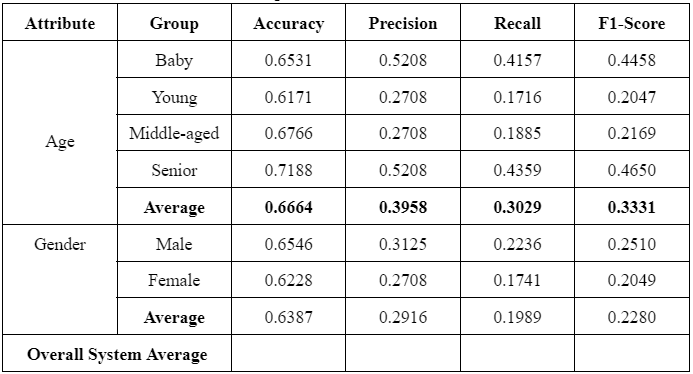 Attribute Group Accuracy Precision Recall F1-Score
Age
Baby 0.6531 0.5208 0.4157 0.4458
Young 0.6171 0.2708 0.1716 0.2047
Middle-aged 0.6766 0.2708 0.1885 0.2169
Senior 0.7188 0.5208 0.4359 0.4650
Average 0.6664 0.3958 0.3029 0.3331
Gender Male 0.6546 0.3125 0.2236 0.2510
Female 0.6228 0.2708 0.1741 0.2049
Average 0.6387 0.2916 0.1989 0.2280
Overall System Average